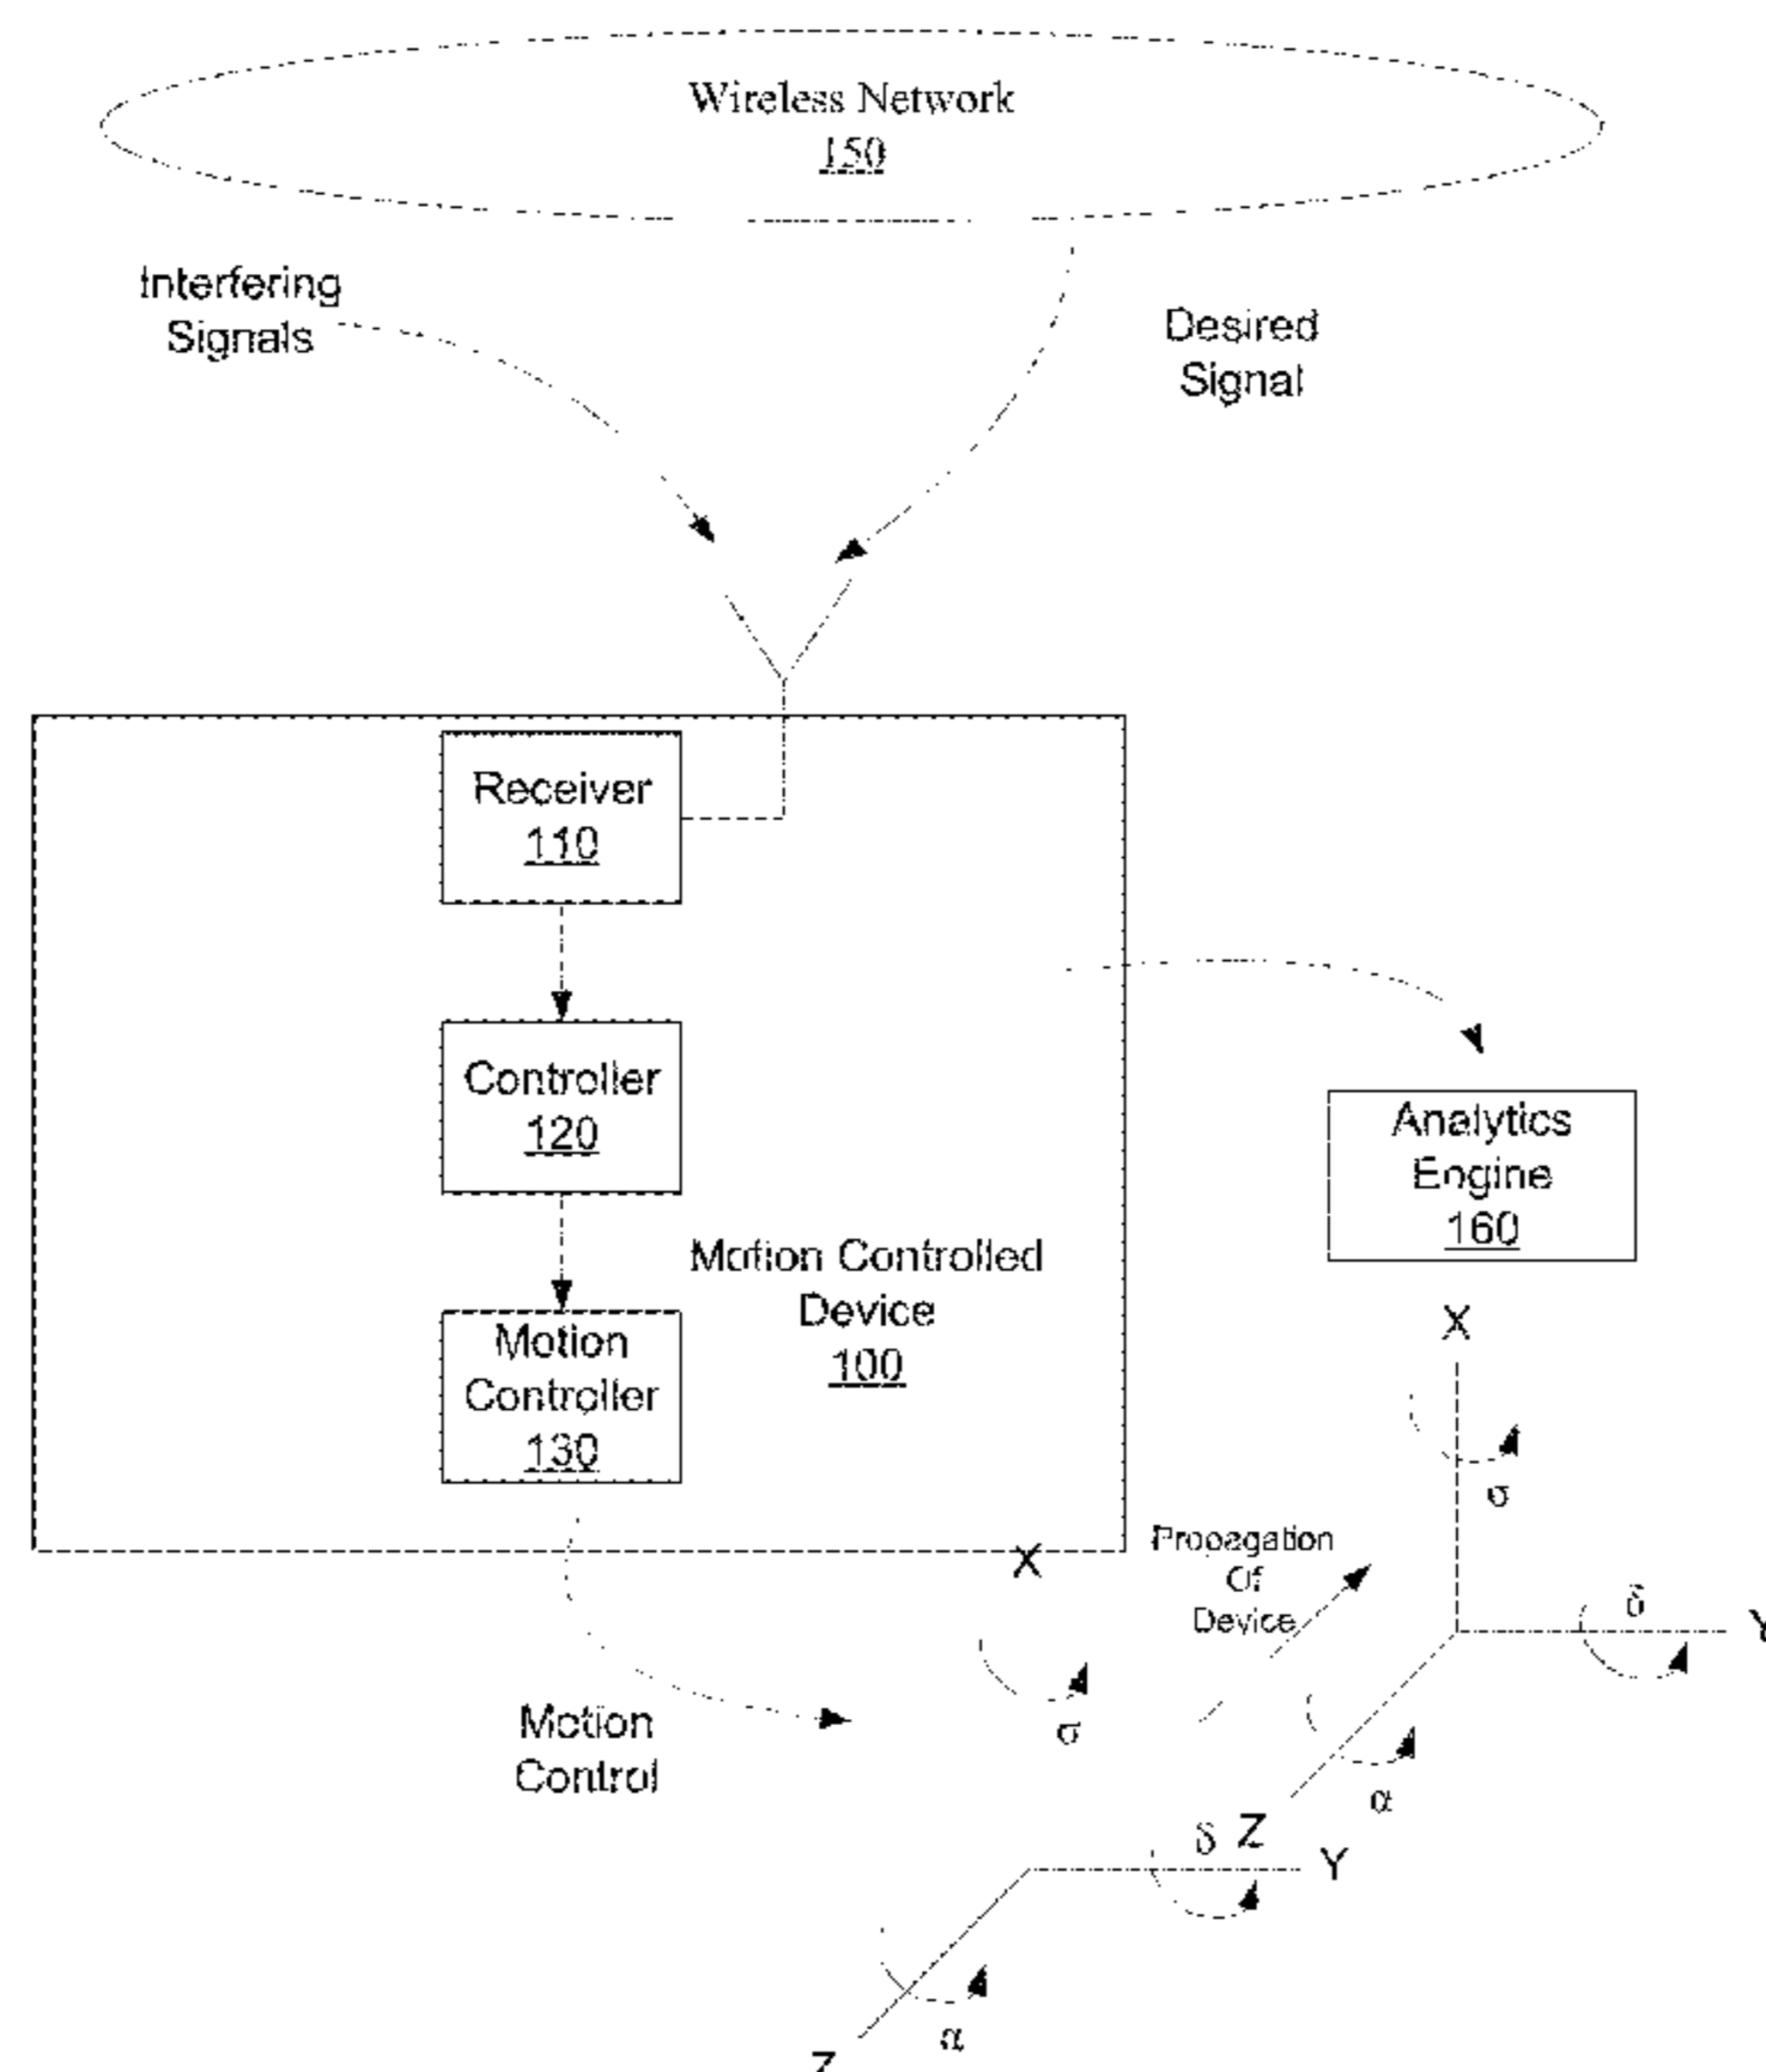 Wireless Network
150
Interfering
Signals
Desired
Signal
Receiver
110
Controller
120
Motion
Controller
130
Motion Controlled
Device
100
Analytics
Engine
160
X
σ
δ
Y
α
Z
Propagation
Of
Device
X
σ
δ
Y
α
Z
Motion
Control